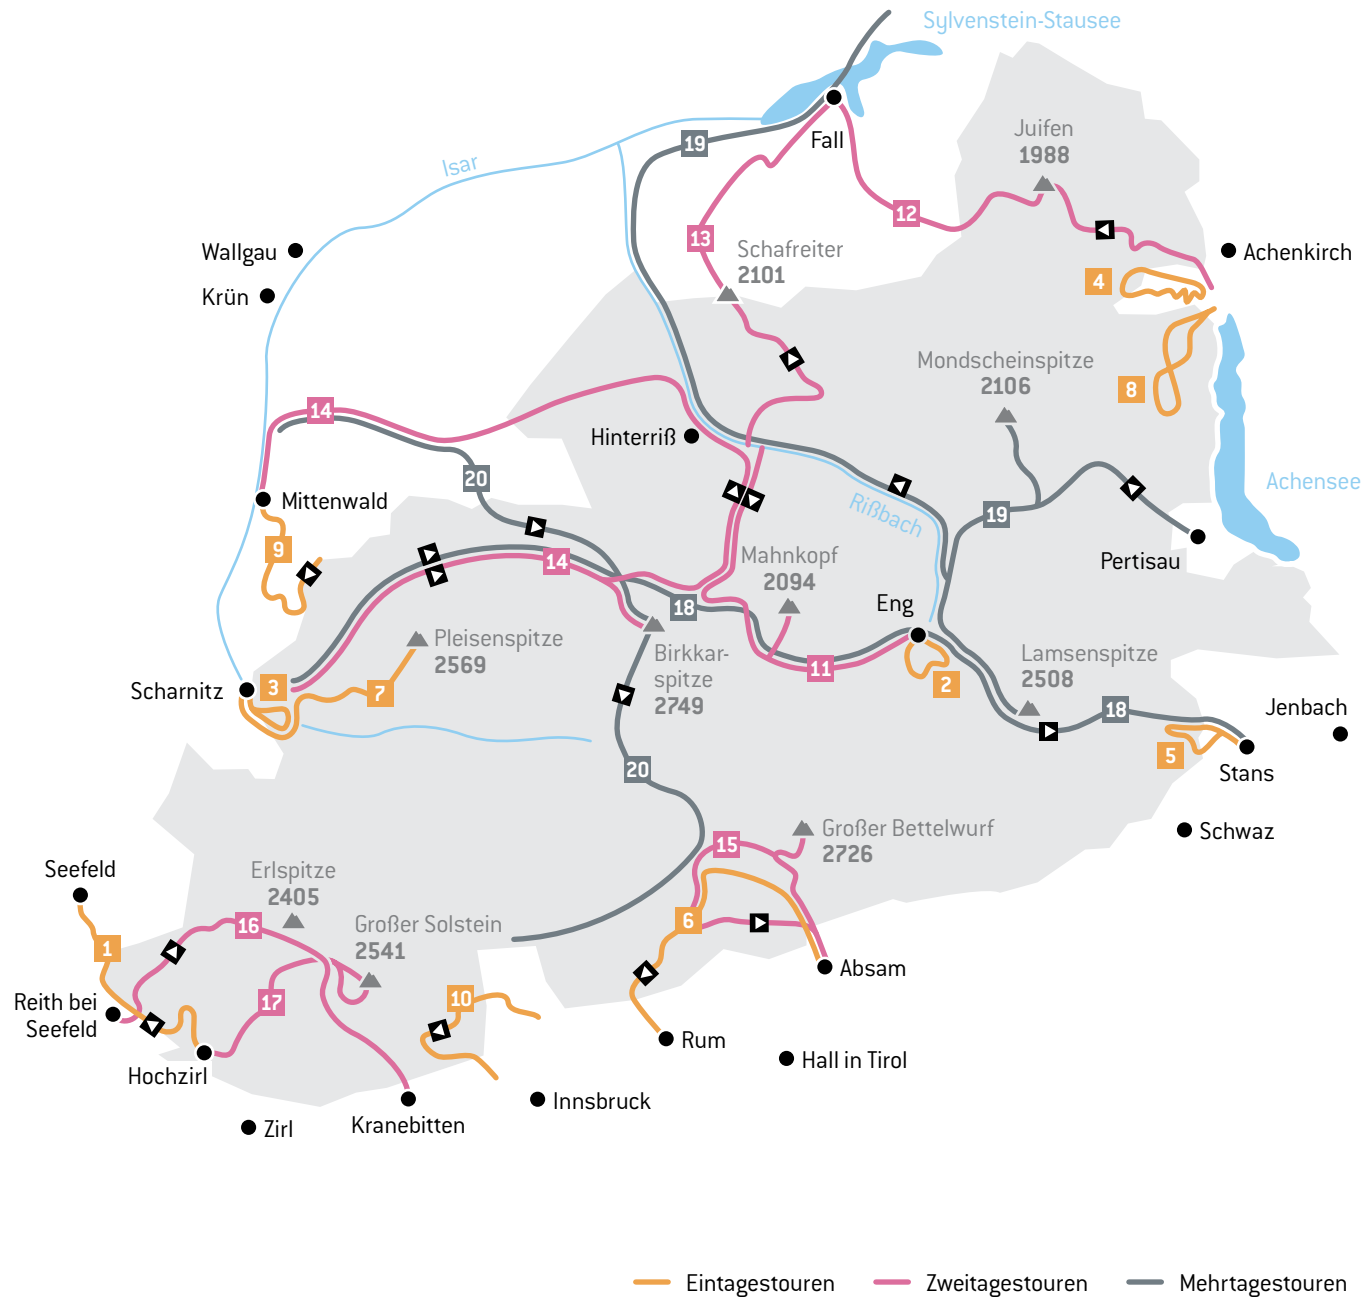 Sylvenstein-Stausee
Fall
Juifen
1988
19
Isar
12
13
Wallgau
Schafreiter
2101
Achenkirch
4
Krün
Mondscheinspitze
2106
8
14
Hinterriß
20
Achensee
Mittenwald
Rißbach
19
9
14
Mahnkopf
2094
Pertisau
Eng
18
Pleisenspitze
2569
Birkkar-
spitze
2749
Lamsenspitze
2508
11
2
Scharnitz
3
7
18
Jenbach
5
Stans
20
Großer Bettelwurf
2726
Schwaz
15
Seefeld
Erlspitze
2405
16
Großer Solstein
2541
6
1
Absam
Reith bei
Seefeld
17
10
Rum
Hall in Tirol
Hochzirl
Innsbruck
Zirl
Kranebitten
Eintagestouren
Zweitagestouren
Mehrtagestouren